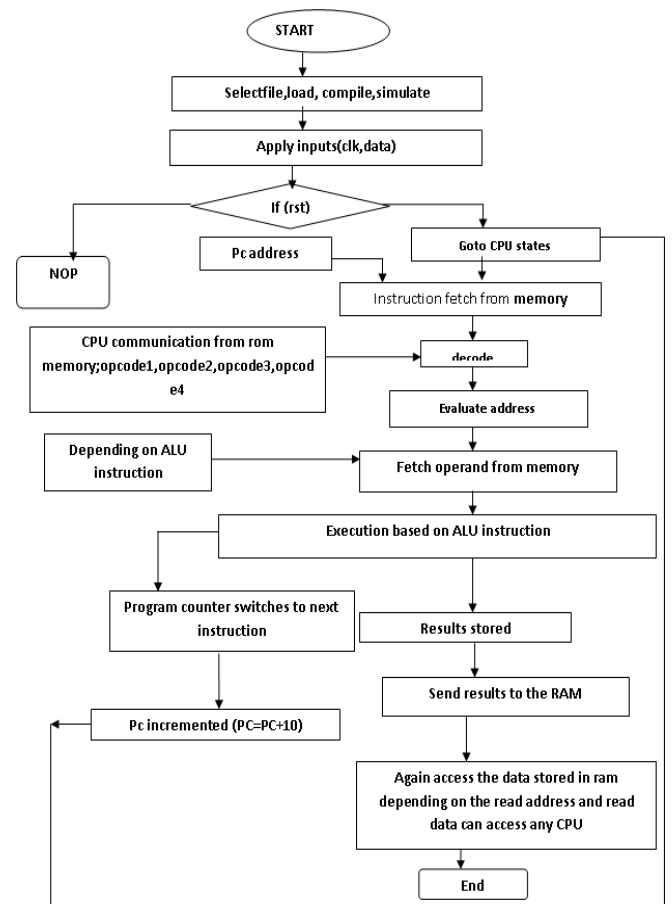 START
Selectfile,load, compile,simulate
Apply inputs(clk,data)
If (rst)
NOP
Goto CPU states
Pc address
Instruction fetch from memory
CPU communication from rom
memory;opcode1,opcode2,opcode3,opcod
e4
decode
Evaluate address
Depending on ALU
instruction
Fetch operand from memory
Execution based on ALU instruction
Program counter switches to next
instruction
Results stored
Send results to the RAM
Pc incremented (PC=PC+10)
Again access the data stored in ram
depending on the read address and read
data can access any CPU
End